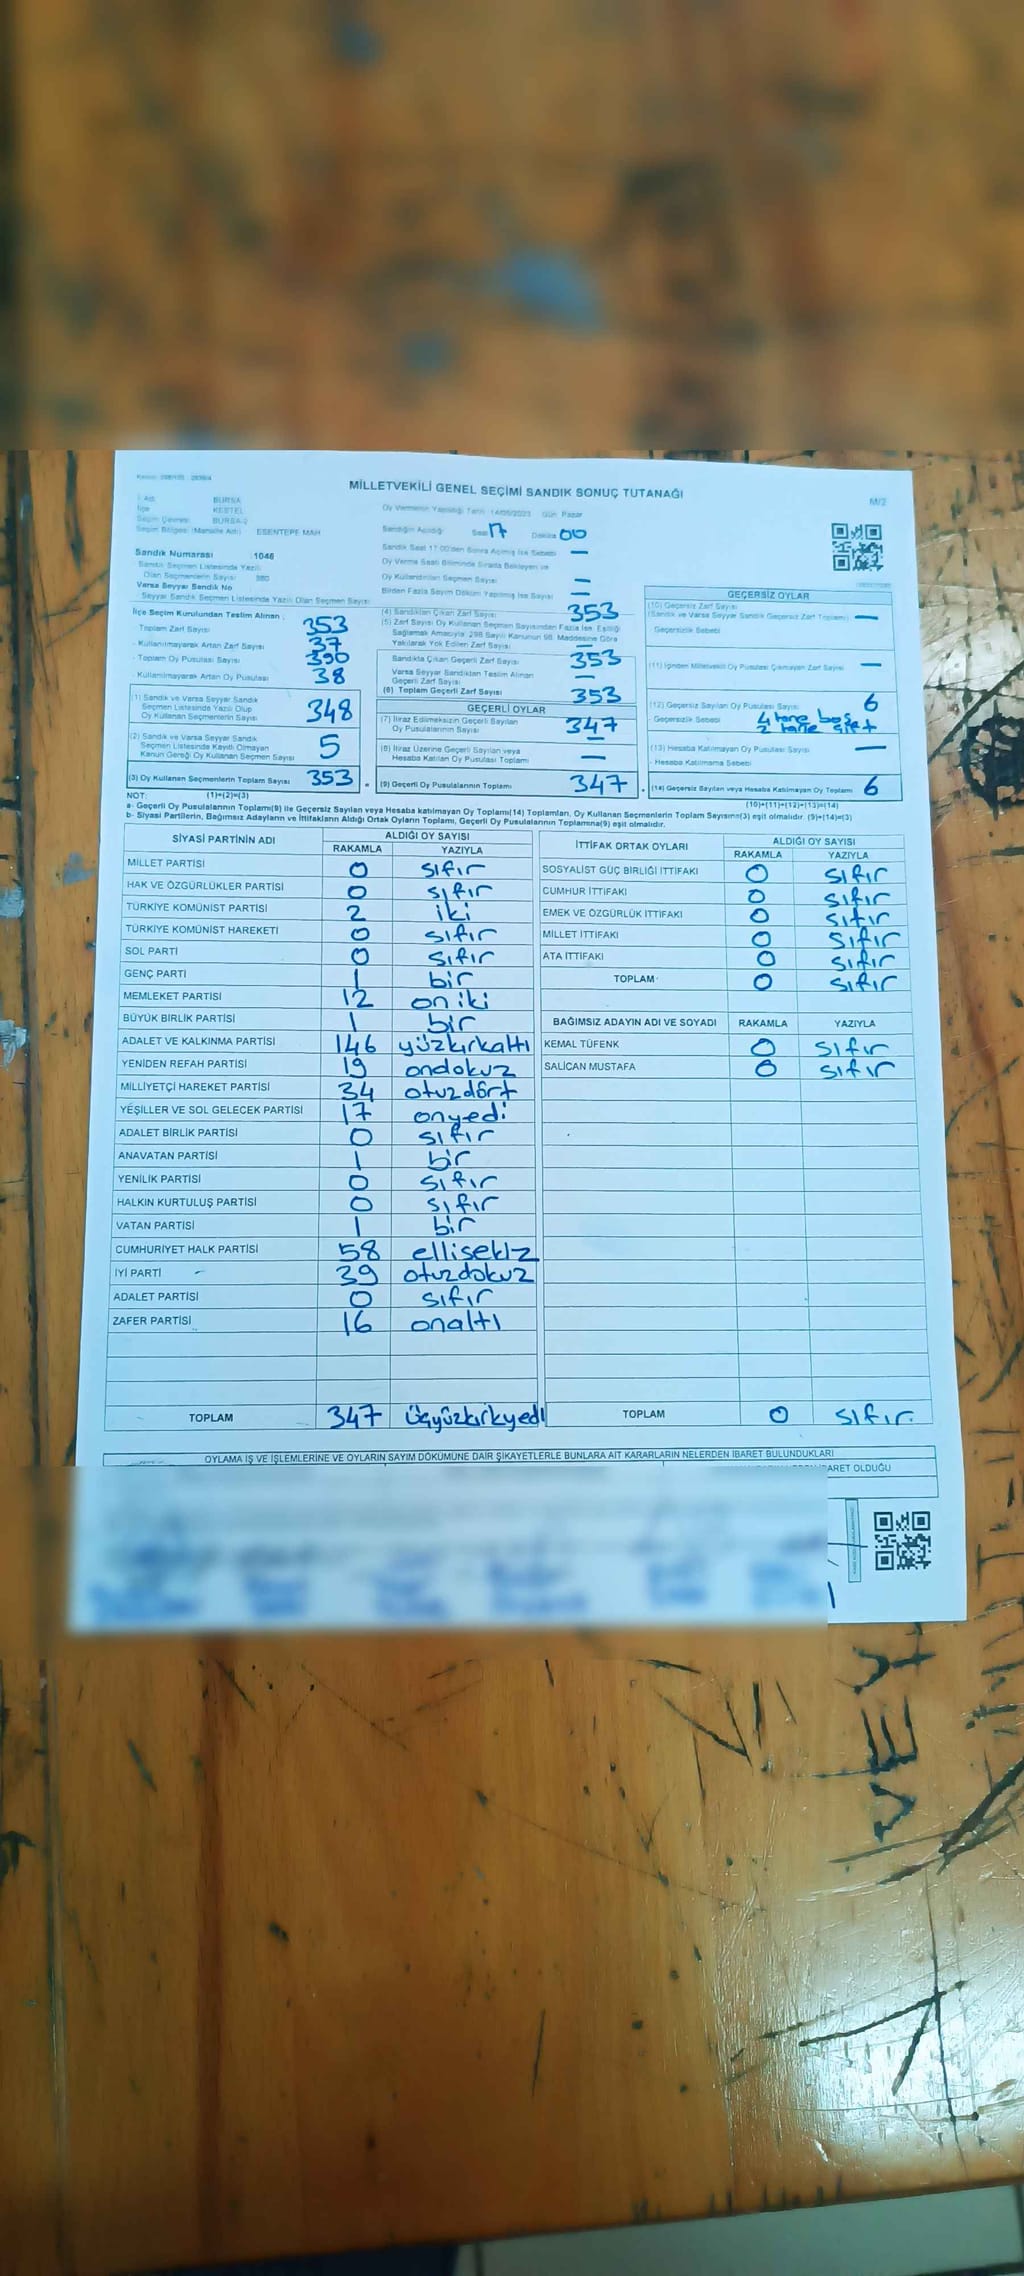 MİLLETVEKİLİ GENEL SEÇİMİ SANDIK SONUÇ TUTANAĞI
M/2
İli Adı BURSA
İlçe KESTEL
Seçim Çevresi BURSA-2
Seçim Bölgesi (Mahalle Adı) ESENTEPE MAH
Oy Vermenin Yapıldığı Tarih 14/05/2023 Gün Pazar
Sandığın Açıldığı Saat 17 Dakika 00
Sandık Saat 17:00'den Sonra Açılmış İse Sebebi —
Oy Verme Saati Bitiminde Sırada Bekleyen ve
Oy Kullandırılan Seçmen Sayısı —
Birden Fazla Sayım Döküm Yapılmış İse Sayısı —
Sandık Numarası 1046
Sandık Seçmen Listesinde Yazılı
Olan Seçmenlerin Sayısı 380
Varsa Seyyar Sandık No
Seyyar Sandık Seçmen Listesinde Yazılı Olan Seçmen Sayısı
İlçe Seçim Kurulundan Teslim Alınan :
Toplam Zarf Sayısı 353
- Kullanılmayarak Artan Zarf Sayısı 37
- Toplam Oy Pusulası Sayısı 390
- Kullanılmayarak Artan Oy Pusulası 38
(1) Sandık ve Varsa Seyyar Sandık
Seçmen Listesinde Yazılı Olup
Oy Kullanan Seçmenlerin Sayısı 348
(2) Sandık ve Varsa Seyyar Sandık
Seçmen Listesinde Kayıtlı Olmayan
Kanun Gereği Oy Kullanan Seçmen Sayısı 5
(3) Oy Kullanan Seçmenlerin Toplam Sayısı 353
(4) Sandıktan Çıkan Zarf Sayısı 353
(5) Zarf Sayısı Oy Kullanan Seçmen Sayısından Fazla İse, Eşitliği
Sağlamak Amacıyla 298 Sayılı Kanunun 98. Maddesine Göre
Yakılarak Yok Edilen Zarf Sayısı —
Sandıkta Çıkan Geçerli Zarf Sayısı 353
Varsa Seyyar Sandıktan Teslim Alınan
Geçerli Zarf Sayısı —
(6) Toplam Geçerli Zarf Sayısı 353
GEÇERLİ OYLAR
(7) İtiraz Edilmeksizin Geçerli Sayılan
Oy Pusulalarının Sayısı 347
(8) İtiraz Üzerine Geçerli Sayılan veya
Hesaba Katılan Oy Pusulaları Toplamı —
(9) Geçerli Oy Pusulalarının Toplamı 347
GEÇERSİZ OYLAR
(10) Geçersiz Zarf Sayısı
(Sandık ve Varsa Seyyar Sandık Geçersiz Zarf Toplamı) —
Geçersizlik Sebebi
(11) İçinden Milletvekili Oy Pusulası Çıkmayan Zarf Sayısı —
(12) Geçersiz Sayılan Oy Pusulası Sayısı 6
Geçersizlik Sebebi 4 tane boş
2 tane çift
(13) Hesaba Katılmayan Oy Pusulası Sayısı —
- Hesaba Katılmama Sebebi
(14) Geçersiz Sayılan veya Hesaba Katılmayan Oy Toplamı 6
NOT: (1)+(2)=(3)
(10)+(11)+(12)+(13)=(14)
a- Geçerli Oy Pusulalarının Toplamı(9) ile Geçersiz Sayılan veya Hesaba katılmayan Oy Toplamı(14) Toplamları, Oy Kullanan Seçmenlerin Toplam Sayısına(3) eşit olmalıdır. (9)+(14)=(3)
b- Siyasi Partilerin, Bağımsız Adayların ve İttifakların Aldığı Ortak Oyların Toplamı, Geçerli Oy Pusulalarının Toplamına(9) eşit olmalıdır.
SİYASİ PARTİNİN ADI ALDIĞI OY SAYISI
RAKAMLA YAZIYLA
MİLLET PARTİSİ 0 sıfır
HAK VE ÖZGÜRLÜKLER PARTİSİ 0 sıfır
TÜRKİYE KOMÜNİST PARTİSİ 2 iki
TÜRKİYE KOMÜNİST HAREKETİ 0 sıfır
SOL PARTİ 0 sıfır
GENÇ PARTİ 1 bir
MEMLEKET PARTİSİ 12 on iki
BÜYÜK BİRLİK PARTİSİ 1 bir
ADALET VE KALKINMA PARTİSİ 146 yüzkırkaltı
YENİDEN REFAH PARTİSİ 19 ondokuz
MİLLİYETÇİ HAREKET PARTİSİ 34 otuzdört
YEŞİLLER VE SOL GELECEK PARTİSİ 17 onyedi
ADALET BİRLİK PARTİSİ 0 sıfır
ANAVATAN PARTİSİ 1 bir
YENİLİK PARTİSİ 0 sıfır
HALKIN KURTULUŞ PARTİSİ 0 sıfır
VATAN PARTİSİ 1 bir
CUMHURİYET HALK PARTİSİ 58 ellisekiz
İYİ PARTİ 39 otuzdokuz
ADALET PARTİSİ 0 sıfır
ZAFER PARTİSİ 16 onaltı
TOPLAM 347 üçyüzkırkyedi
İTTİFAK ORTAK OYLARI ALDIĞI OY SAYISI
RAKAMLA YAZIYLA
SOSYALİST GÜÇ BİRLİĞİ İTTİFAKI 0 sıfır
CUMHUR İTTİFAKI 0 sıfır
EMEK VE ÖZGÜRLÜK İTTİFAKI 0 sıfır
MİLLET İTTİFAKI 0 sıfır
ATA İTTİFAKI 0 sıfır
TOPLAM 0 sıfır
BAĞIMSIZ ADAYIN ADI VE SOYADI RAKAMLA YAZIYLA
KEMAL TÜFENK 0 sıfır
SALİCAN MUSTAFA 0 sıfır
TOPLAM 0 sıfır
OYLAMA İŞ VE İŞLEMLERİNE VE OYLARIN SAYIM DÖKÜMÜNE DAİR ŞİKAYETLERLE BUNLARA AİT KARARLARIN NELERDEN İBARET BULUNDUKLARI
OLDUĞU
VEY